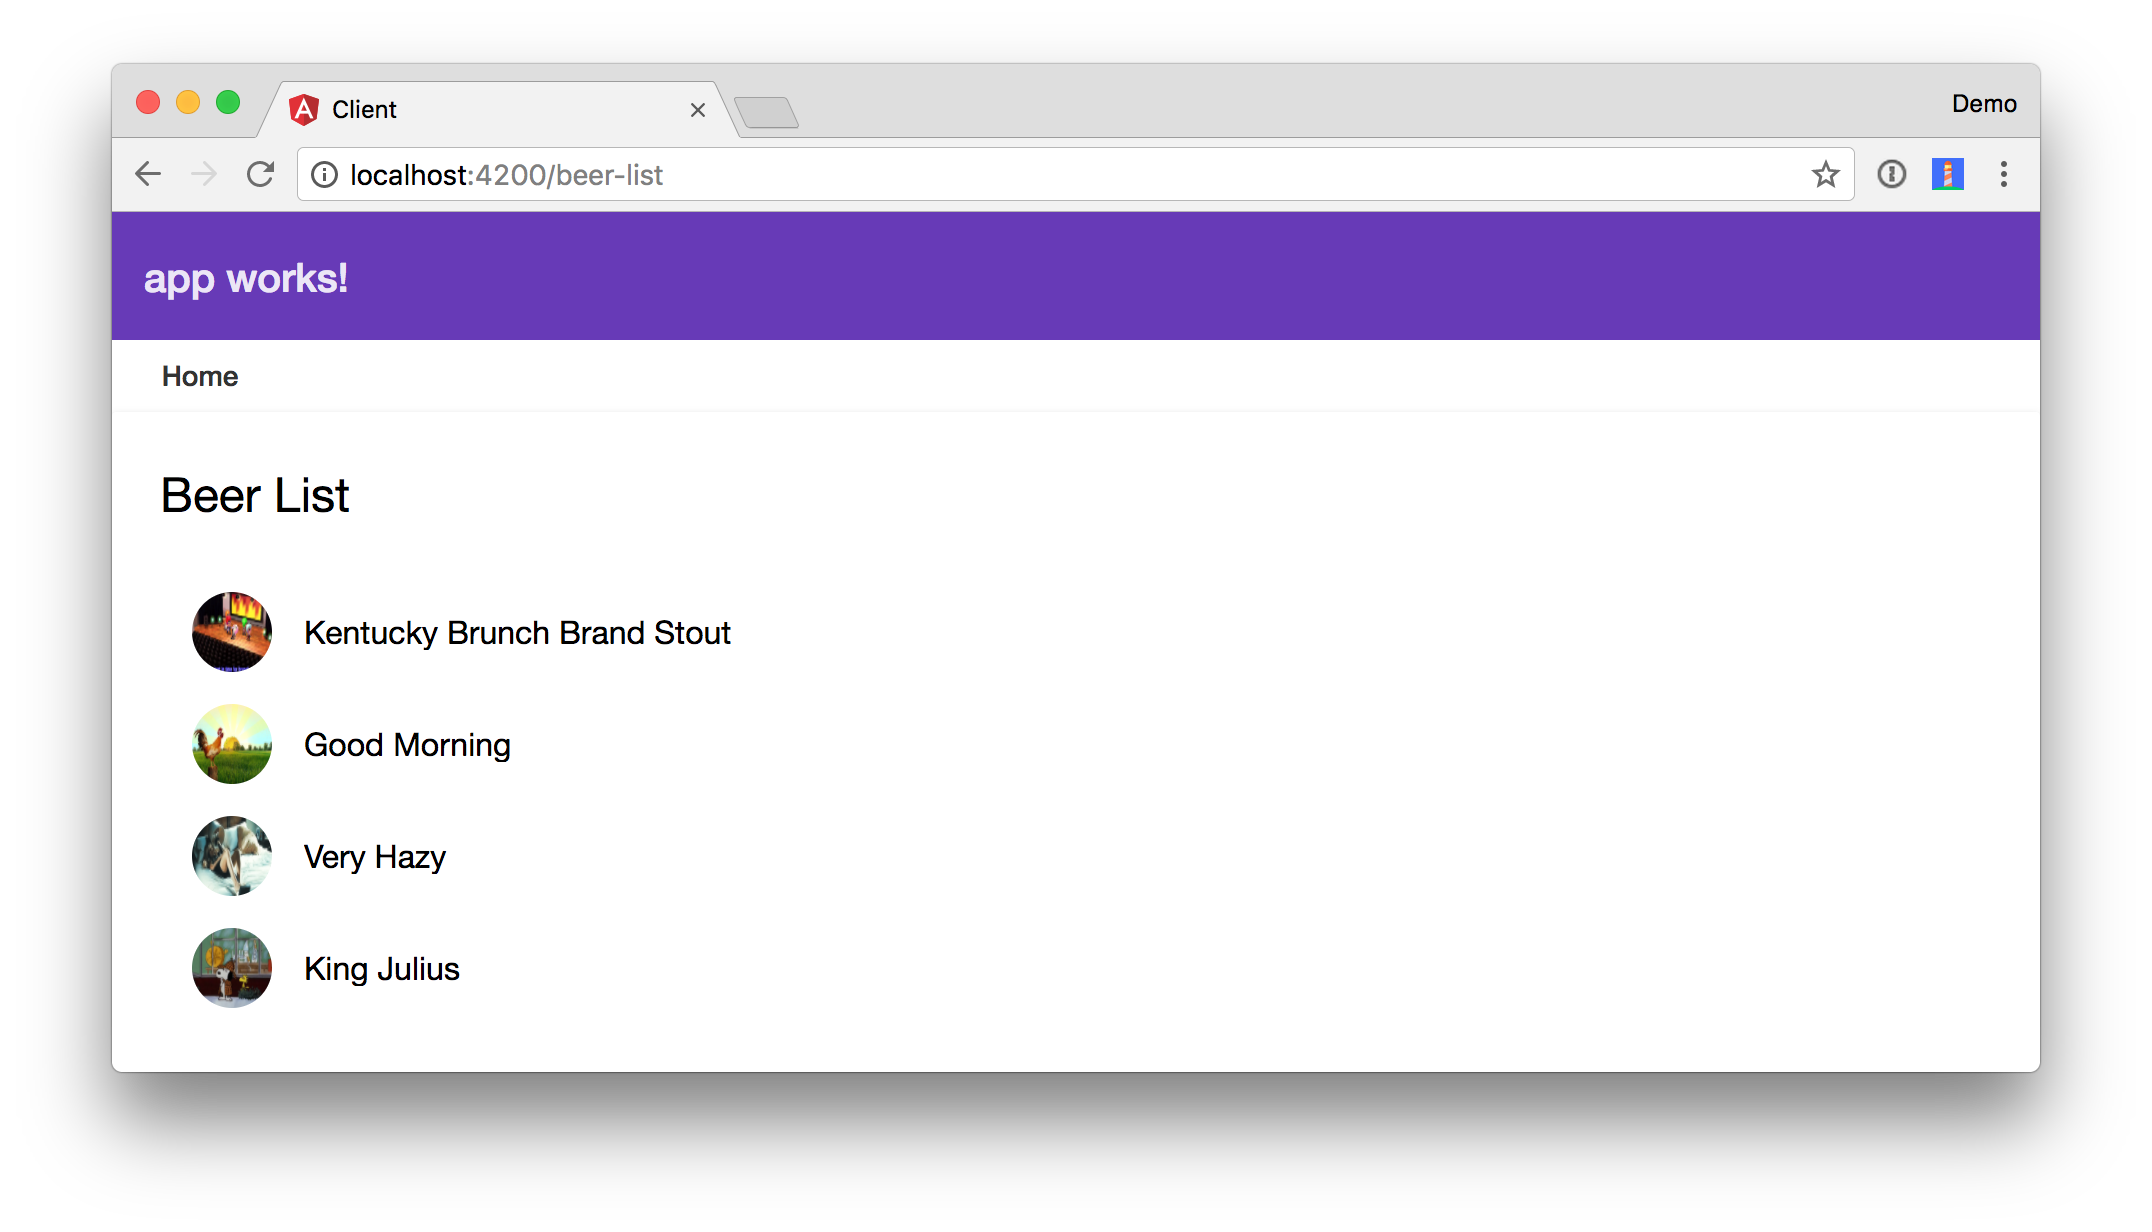 Client
Demo
localhost:4200/beer-list
app works!
Home
Beer List
Kentucky Brunch Brand Stout
Good Morning
Very Hazy
King Julius